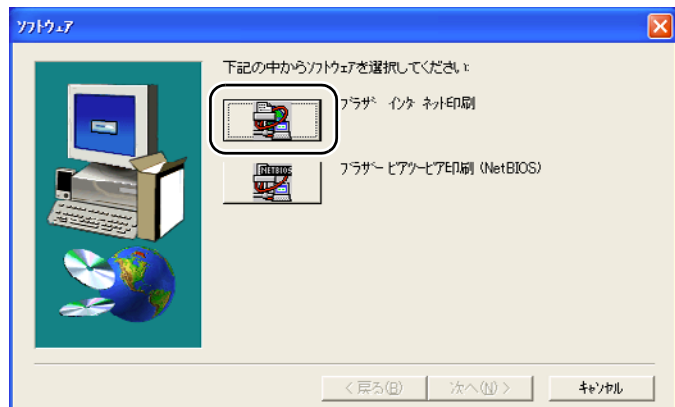 ソフトウェア
下記の中からソフトウェアを選択してください:
ブラザー インターネット印刷
NETBIOS
ブラザー ピアツーピア印刷 (NetBIOS)
< 戻る(B)
次へ(N) >
キャンセル